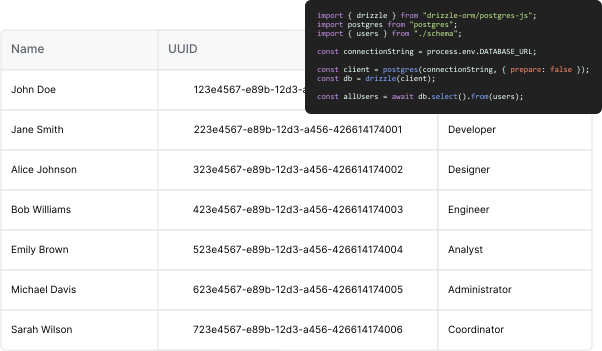 import { drizzle } from "drizzle-orm/postgres-js";
import postgres from "postgres";
import { users } from "./schema";
const connectionString = process.env.DATABASE_URL;
const client = postgres(connectionString, { prepare: false });
const db = drizzle(client);
const allUsers = await db.select().from(users);
Name UUID
John Doe 123e4567-e89b-12d3-a
Jane Smith 223e4567-e89b-12d3-a456-426614174001 Developer
Alice Johnson 323e4567-e89b-12d3-a456-426614174002 Designer
Bob Williams 423e4567-e89b-12d3-a456-426614174003 Engineer
Emily Brown 523e4567-e89b-12d3-a456-426614174004 Analyst
Michael Davis 623e4567-e89b-12d3-a456-426614174005 Administrator
Sarah Wilson 723e4567-e89b-12d3-a456-426614174006 Coordinator